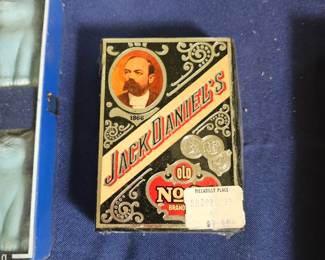 1866
JACK DANIEL'S
OLD
No.
BRAND
PICCADILLY PLACE